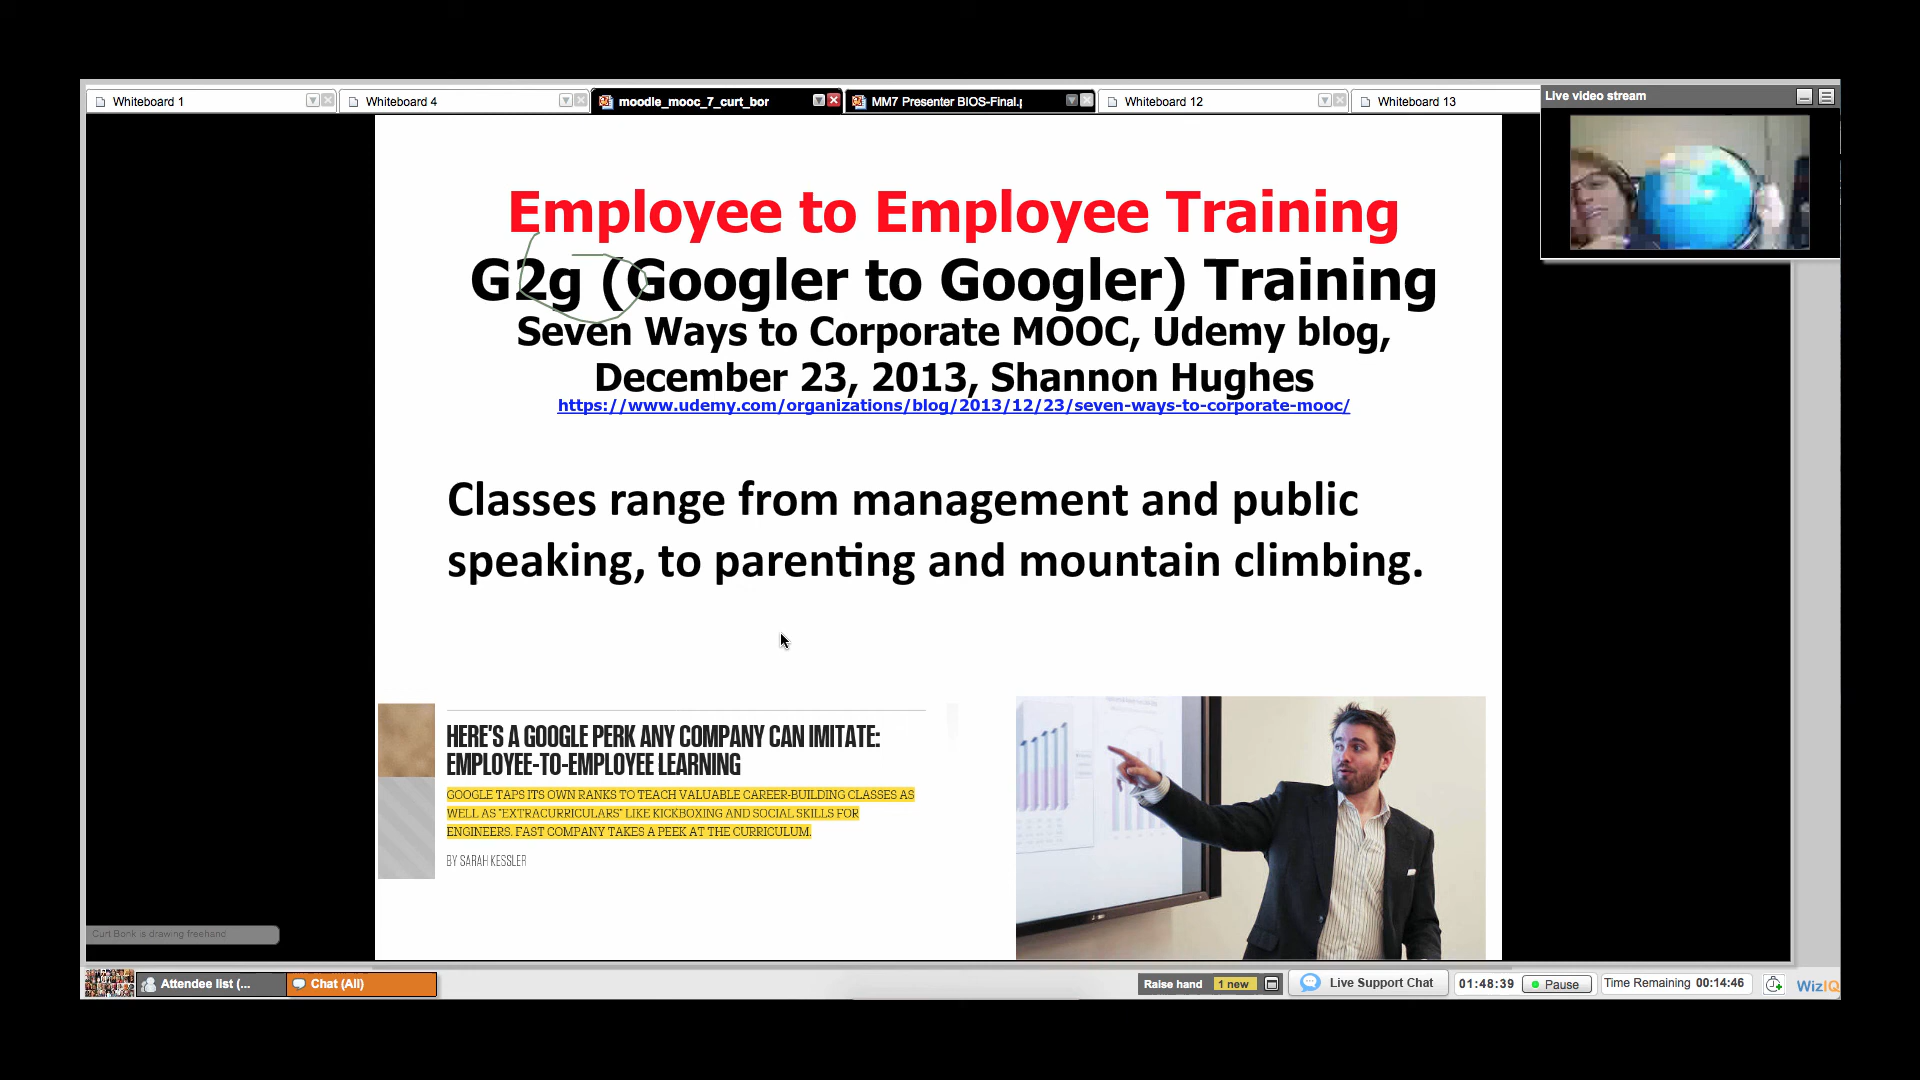 Whiteboard 1
Whiteboard 4
moodle_mooc_7_curt_bor
MM7 Presenter BIOS-Final.p
Whiteboard 12
Whiteboard 13
Live video stream
Employee to Employee Training
G2g (Googler to Googler) Training
Seven Ways to Corporate MOOC, Udemy blog,
December 23, 2013, Shannon Hughes
https://www.udemy.com/organizations/blog/2013/12/23/seven-ways-to-corporate-mooc/
Classes range from management and public
speaking, to parenting and mountain climbing.
HERE'S A GOOGLE PERK ANY COMPANY CAN IMITATE:
EMPLOYEE-TO-EMPLOYEE LEARNING
GOOGLE TAPS ITS OWN RANKS TO TEACH VALUABLE CAREER-BUILDING CLASSES AS
WELL AS "EXTRACURRICULARS" LIKE KICKBOXING AND SOCIAL SKILLS FOR
ENGINEERS. FAST COMPANY TAKES A PEEK AT THE CURRICULUM.
BY SARAH KESSLER
Curt Bonk is drawing freehand
Attendee list (...
Chat (All)
Raise hand
1 new
Live Support Chat
01:48:39
Pause
Time Remaining 00:14:46
WizIQ